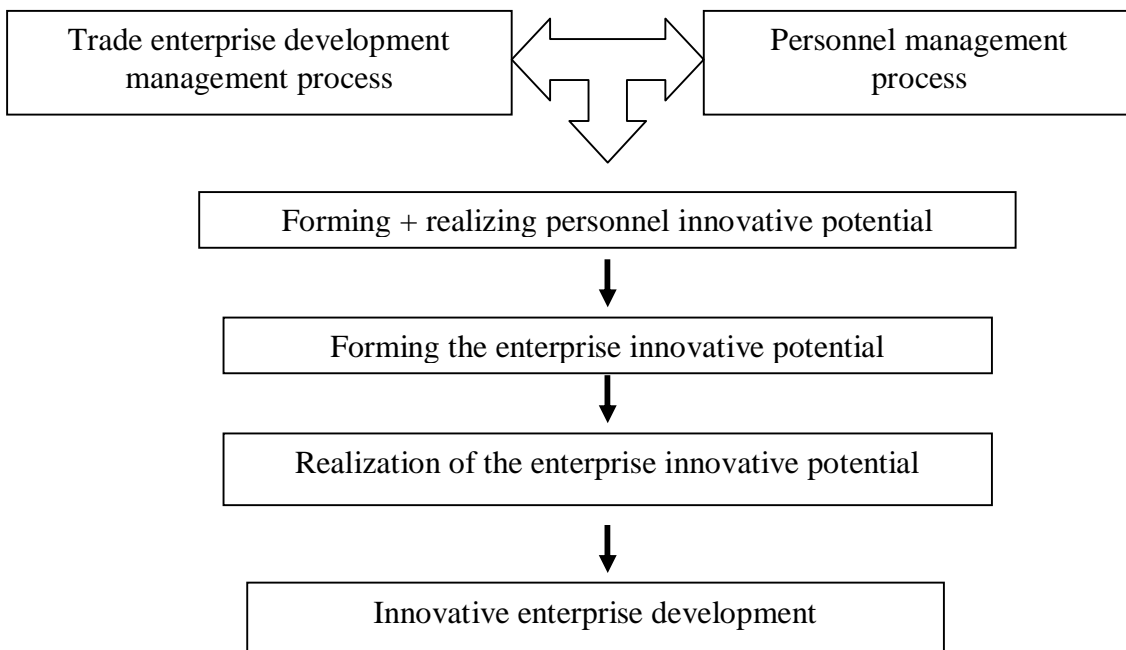 Trade enterprise development
management process
Personnel management
process
Forming + realizing personnel innovative potential
Forming the enterprise innovative potential
Realization of the enterprise innovative potential
Innovative enterprise development